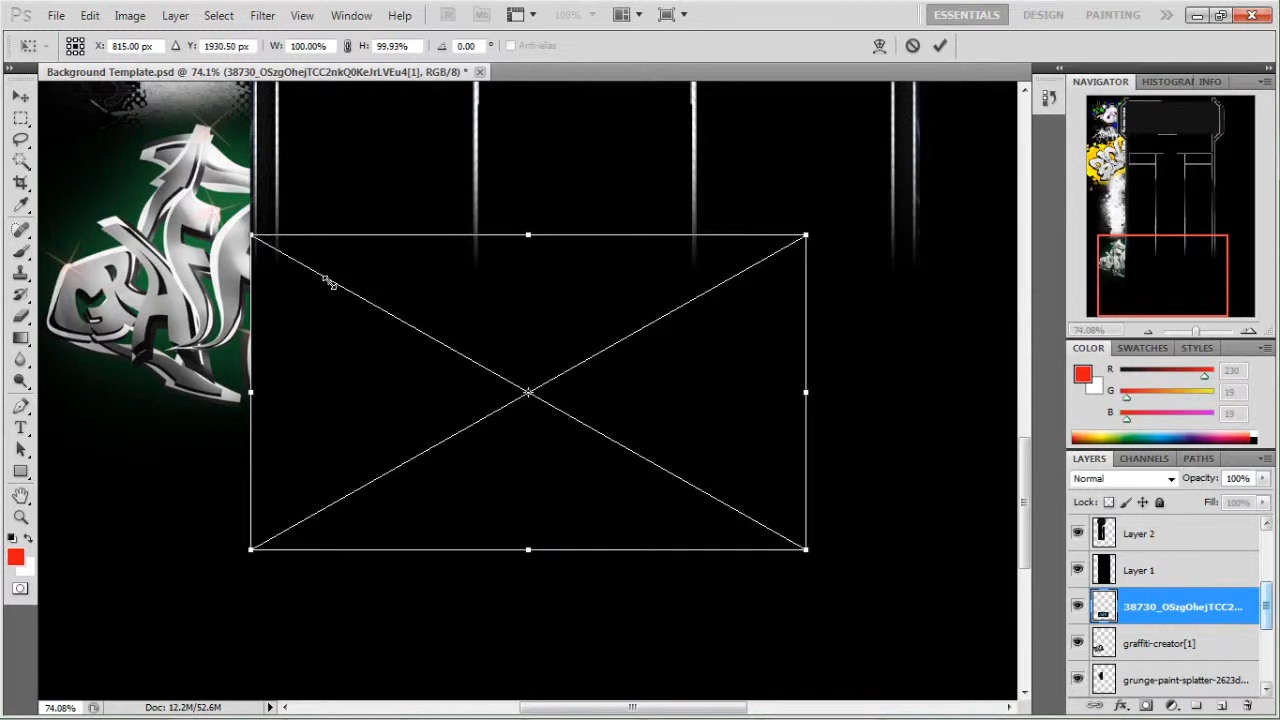 Ps File Edit Image Layer Select Filter View Window Help Br Mb 100% ESSENTIALS DESIGN PAINTING
X: 815.00 px Y: 1930.50 px W: 100.00% H: 99.93% 0.00 ° Anti-alias
Background Template.psd @ 74.1% (38730_OSzgOhejTCC2nkQ0KeJrLVEu4[1], RGB/8) *
NAVIGATOR HISTOGRAM INFO
74.08%
COLOR SWATCHES STYLES
R 230
G 19
B 19
LAYERS CHANNELS PATHS
Normal Opacity: 100%
Lock: Fill: 100%
Layer 2
Layer 1
38730_OSzgOhejTCC2...
graffiti-creator[1]
grunge-paint-splatter-2623d...
74.08% Doc: 12.2M/52.6M